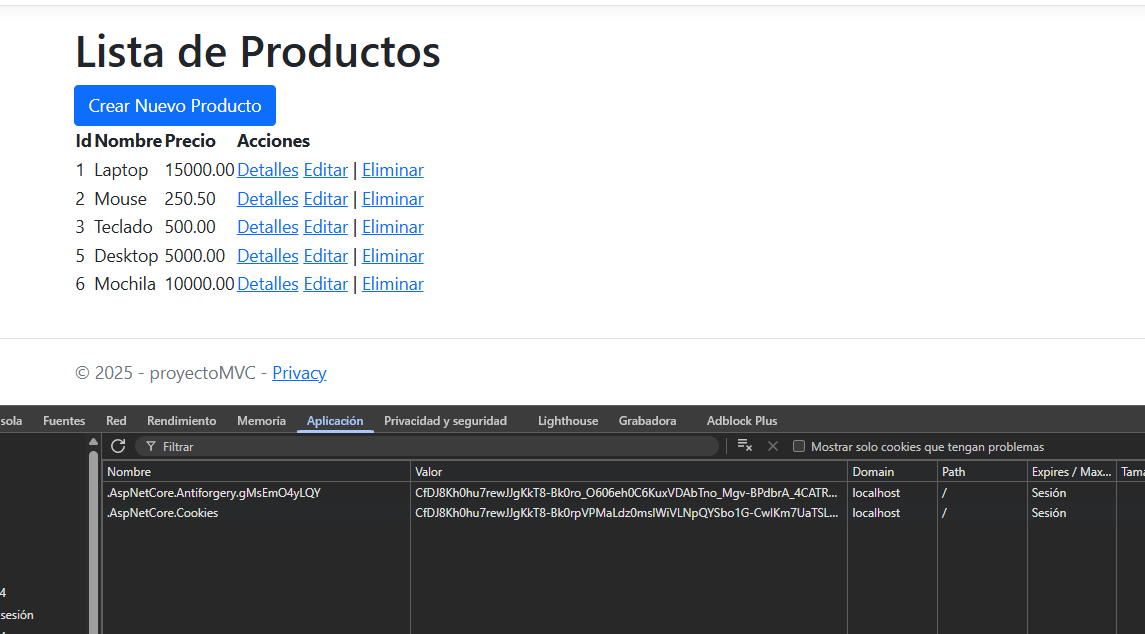 Lista de Productos
Crear Nuevo Producto
Id Nombre Precio Acciones
1 Laptop 15000.00 Detalles Editar | Eliminar
2 Mouse 250.50 Detalles Editar | Eliminar
3 Teclado 500.00 Detalles Editar | Eliminar
5 Desktop 5000.00 Detalles Editar | Eliminar
6 Mochila 10000.00 Detalles Editar | Eliminar
© 2025 - proyectoMVC - Privacy
sola Fuentes Red Rendimiento Memoria Aplicación Privacidad y seguridad Lighthouse Grabadora Adblock Plus
Filtrar Mostrar solo cookies que tengan problemas
Nombre Valor Domain Path Expires / Max... Tama
.AspNetCore.Antiforgery.gMsEmO4yLQY CfDJ8Kh0hu7rewJJgKkT8-Bk0ro_O606eh0C6KuxVDAbTno_Mgv-BPdbrA_4CATR... localhost / Sesión
.AspNetCore.Cookies CfDJ8Kh0hu7rewJJgKkT8-Bk0rpVPMaLdz0mslWiVLNpQYSbo1G-CwlKm7UaTSL... localhost / Sesión
4
sesión